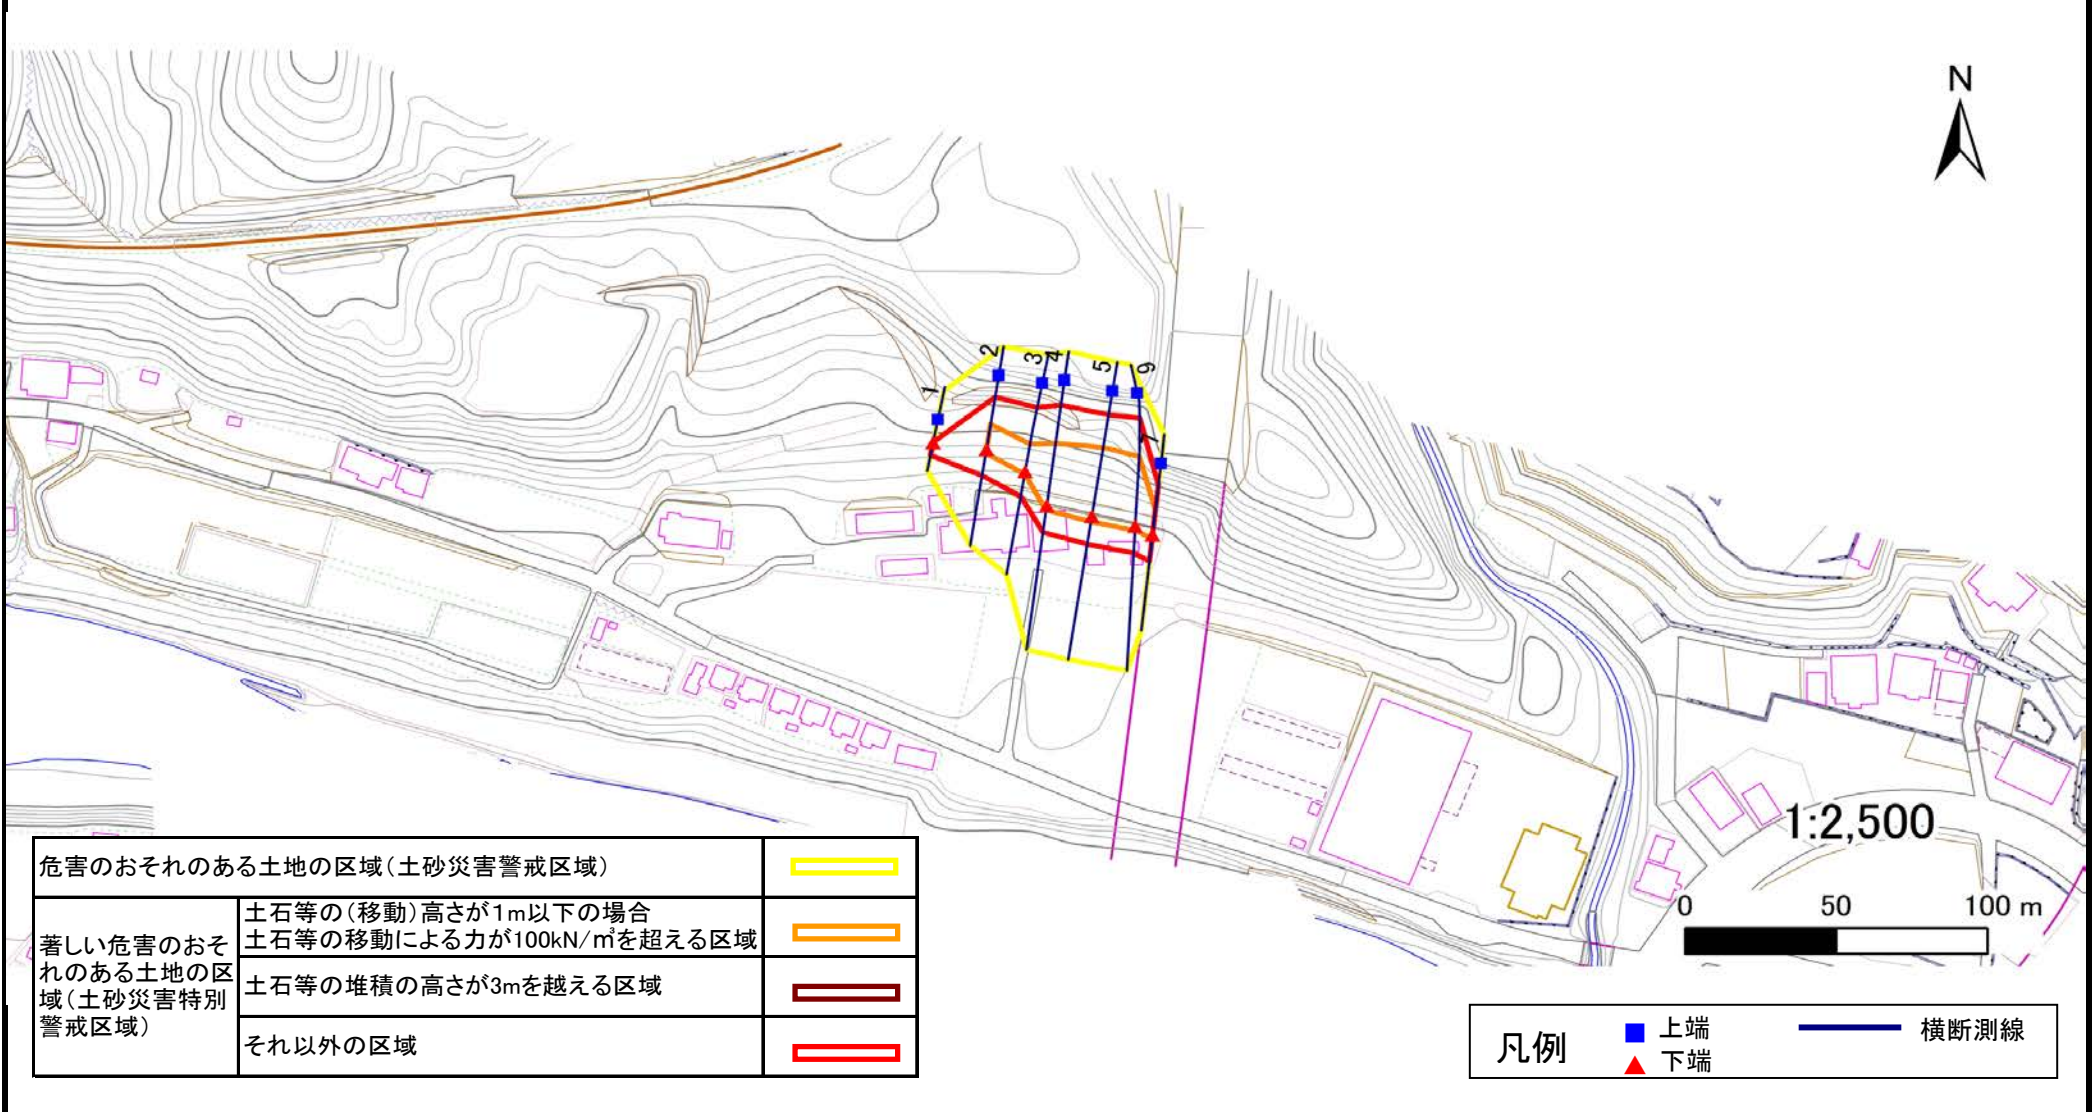 N
2
3
4
5
9
1
7
1:2,500
0 50 100 m
危害のおそれのある土地の区域(土砂災害警戒区域)
著しい危害のおそ
れのある土地の区
域(土砂災害特別
警戒区域)
土石等の(移動)高さが1m以下の場合
土石等の移動による力が100kN/㎥を超える区域
土石等の堆積の高さが3mを越える区域
それ以外の区域
凡例
上端
下端
横断測線